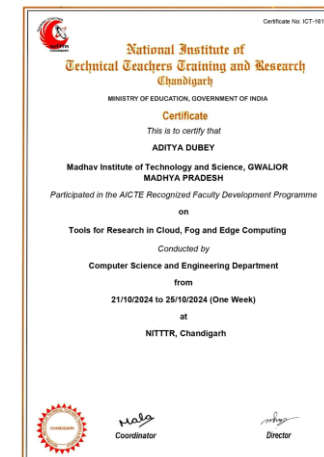 Certificate No: ICT-161
NITTTR
National Institute of
Technical Teachers Training and Research
Chandigarh
MINISTRY OF EDUCATION, GOVERNMENT OF INDIA
Certificate
This is to certify that
ADITYA DUBEY
Madhav Institute of Technology and Science, GWALIOR
MADHYA PRADESH
Participated in the AICTE Recognized Faculty Development Programme
on
Tools for Research in Cloud, Fog and Edge Computing
Conducted by
Computer Science and Engineering Department
from
21/10/2024 to 25/10/2024 (One Week)
at
NITTTR, Chandigarh
CHANDIGARH
Coordinator
Director